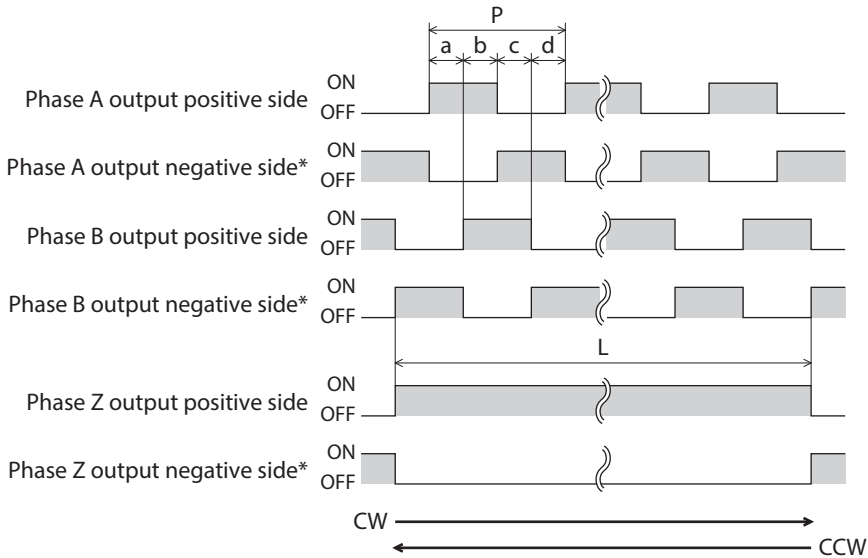 P
a b c d
ON
Phase A output positive side
OFF
ON
Phase A output negative side*
OFF
ON
Phase B output positive side
OFF
ON
Phase B output negative side*
OFF
L
ON
Phase Z output positive side
OFF
ON
Phase Z output negative side*
OFF
CW
CCW